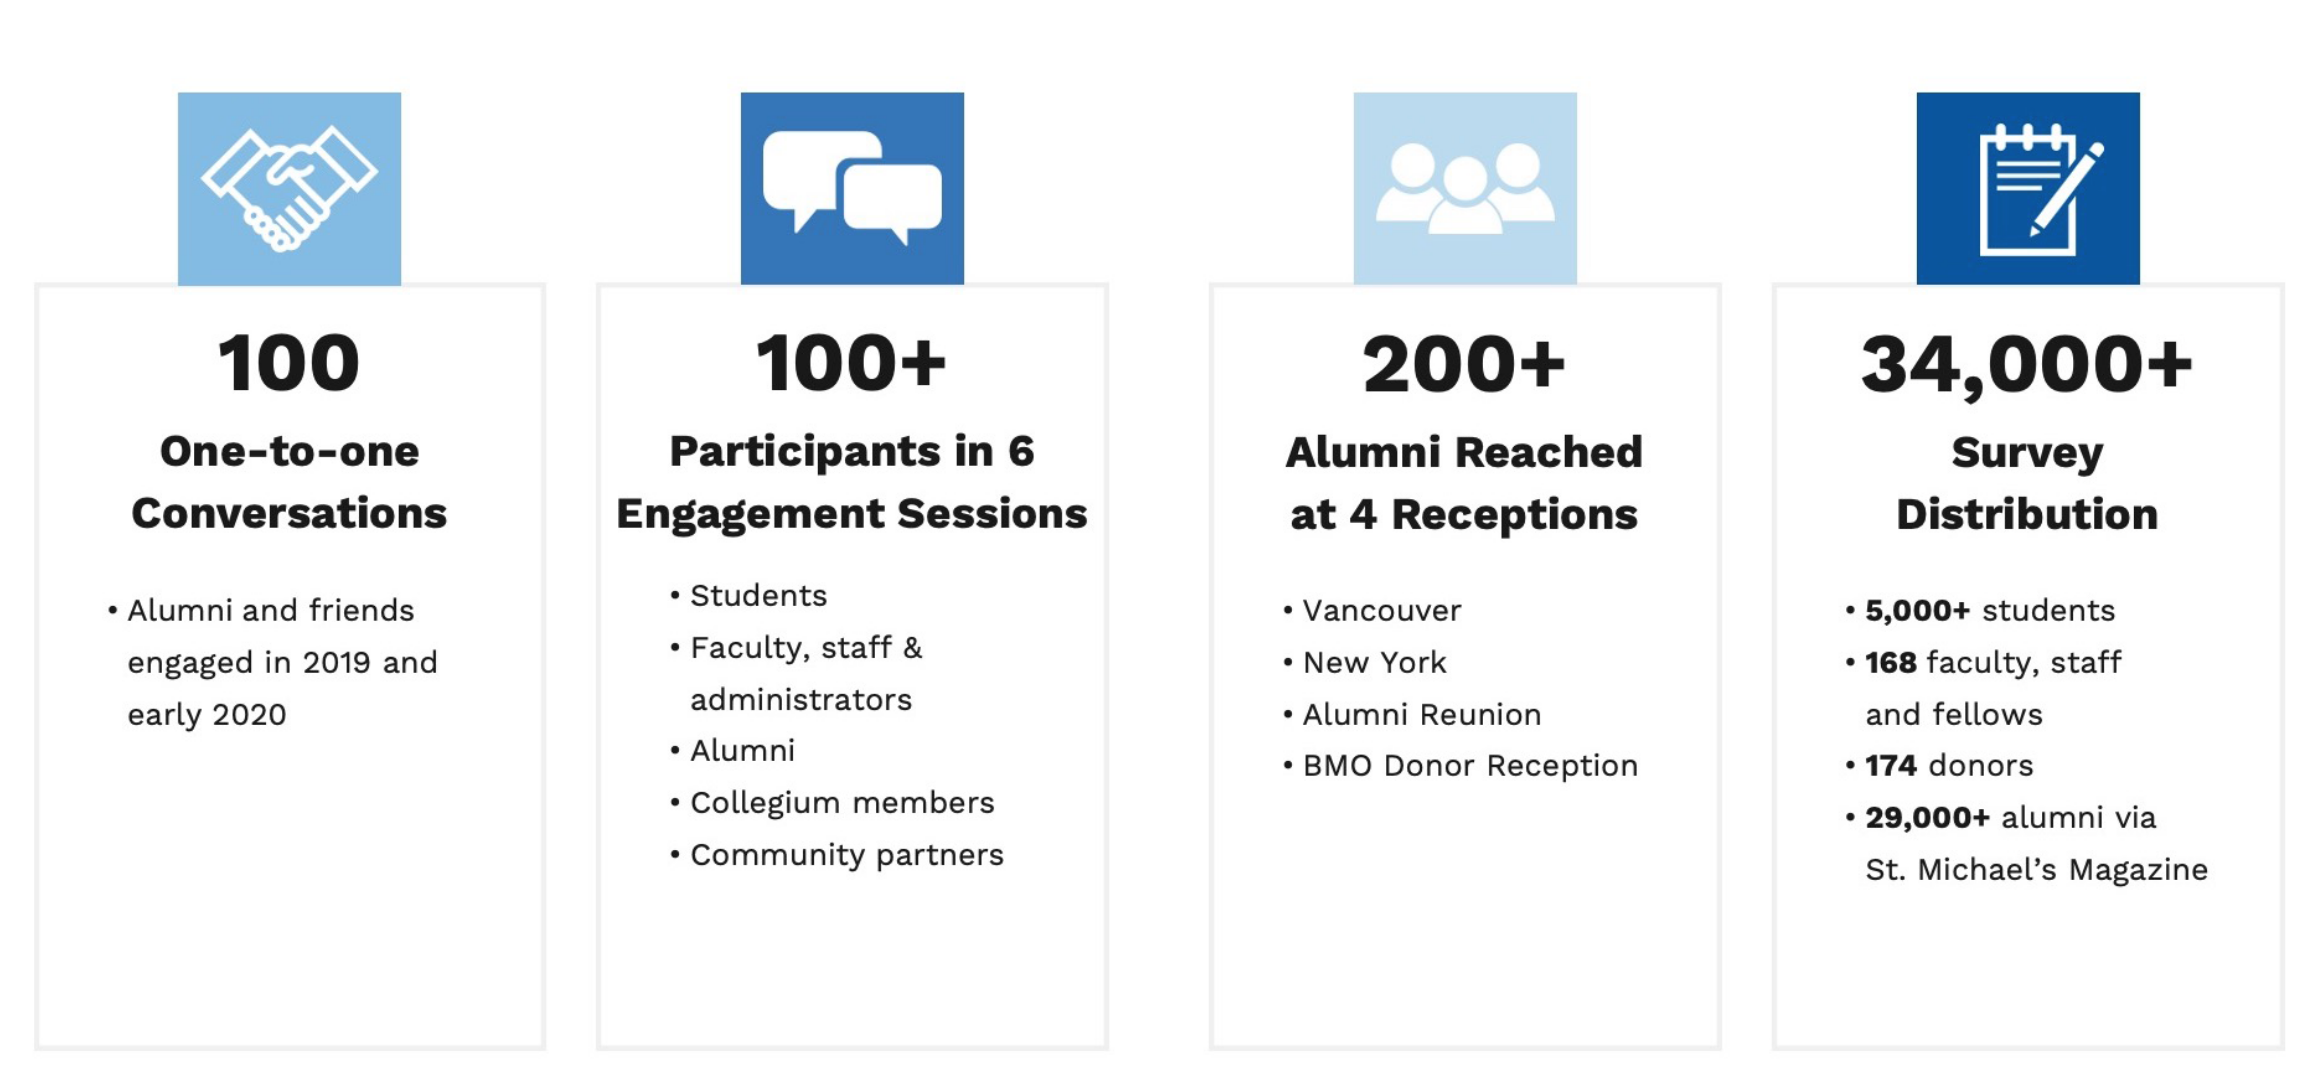 100
One-to-one
Conversations
• Alumni and friends
engaged in 2019 and
early 2020
100+
Participants in 6
Engagement Sessions
• Students
• Faculty, staff &
administrators
• Alumni
• Collegium members
• Community partners
200+
Alumni Reached
at 4 Receptions
• Vancouver
• New York
• Alumni Reunion
• BMO Donor Reception
34,000+
Survey
Distribution
• 5,000+ students
• 168 faculty, staff
and fellows
• 174 donors
• 29,000+ alumni via
St. Michael’s Magazine